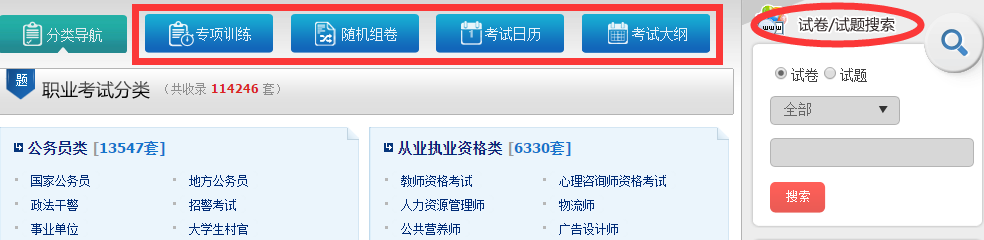 分类导航
专项训练
随机组卷
考试日历
考试大纲
题
职业考试分类 （共收录 114246 套）
公务员类 [13547套]
国家公务员 地方公务员
政法干警 招警考试
事业单位 大学生村官
从业执业资格类 [6330套]
教师资格考试 心理咨询师资格考试
人力资源管理师 物流师
公共营养师 广告设计师
试卷/试题搜索
试卷 试题
全部
搜索